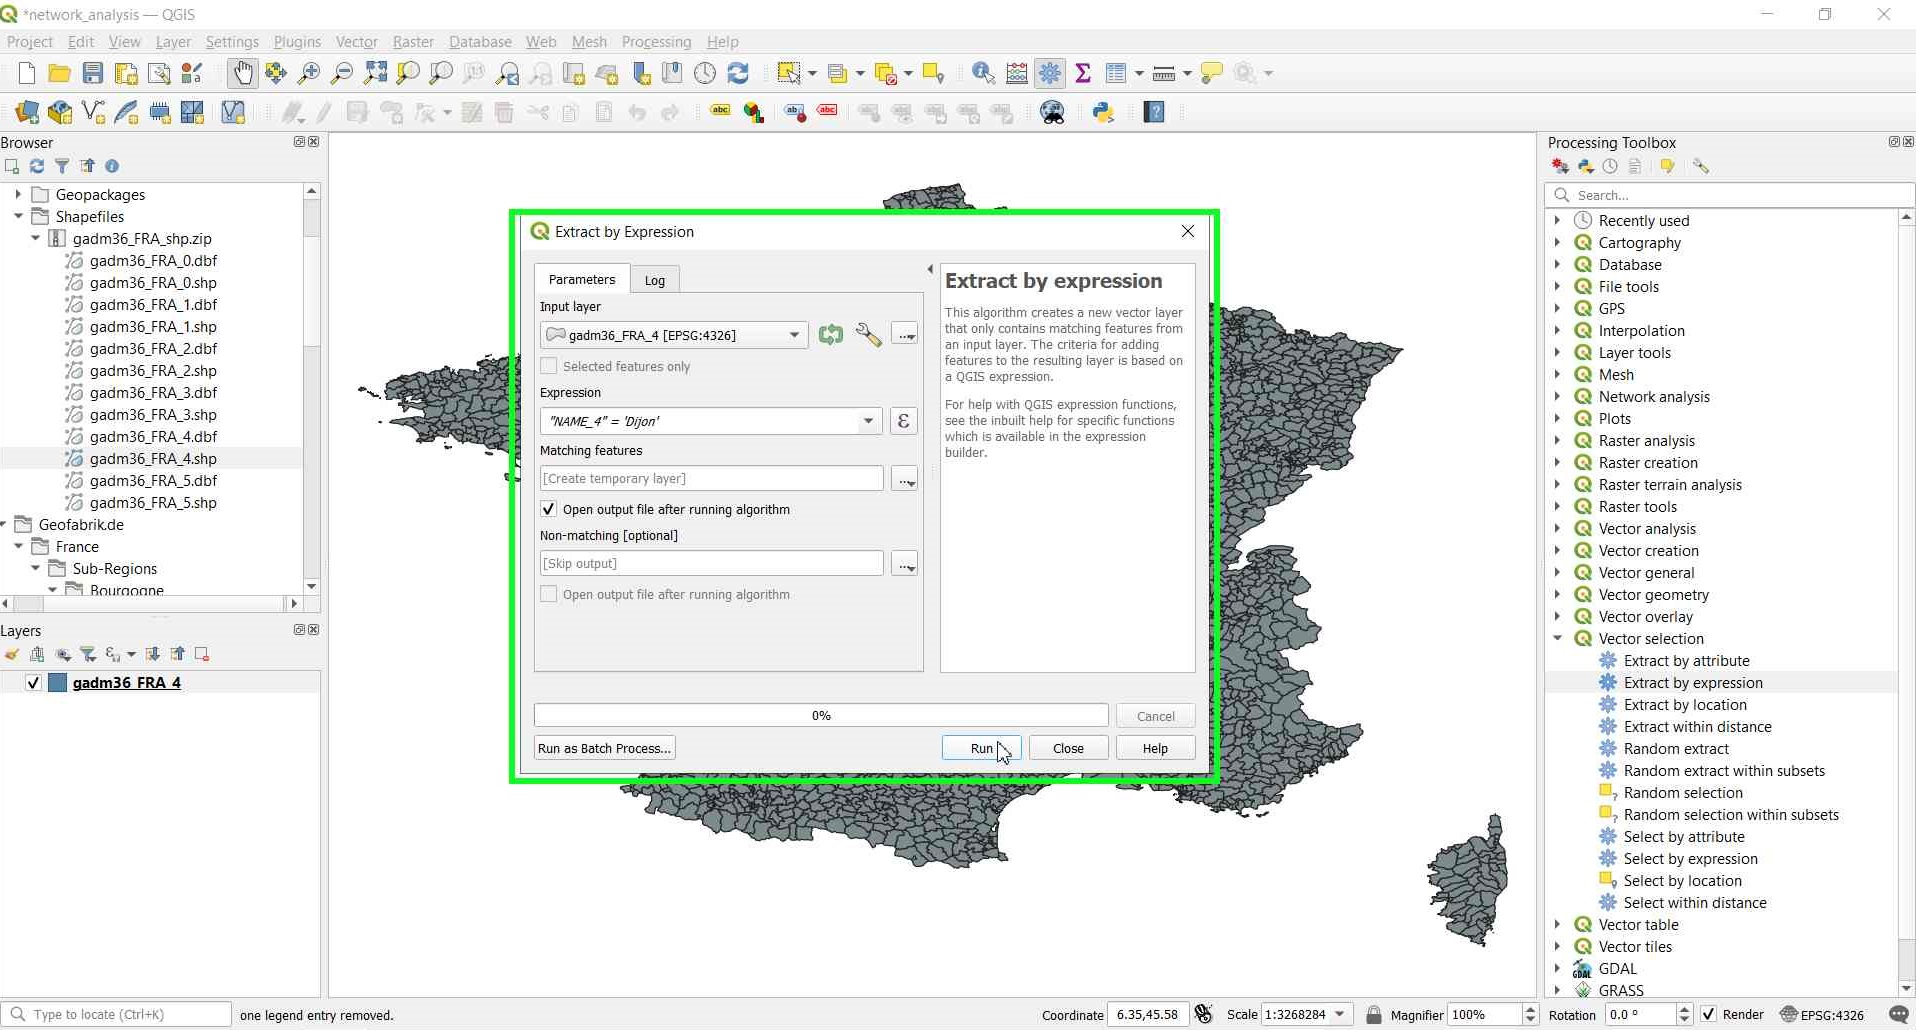 *network_analysis — QGIS
Project Edit View Layer Settings Plugins Vector Raster Database Web Mesh Processing Help
abc abc abc
Browser
Geopackages
Shapefiles
gadm36_FRA_shp.zip
gadm36_FRA_0.dbf
gadm36_FRA_0.shp
gadm36_FRA_1.dbf
gadm36_FRA_1.shp
gadm36_FRA_2.dbf
gadm36_FRA_2.shp
gadm36_FRA_3.dbf
gadm36_FRA_3.shp
gadm36_FRA_4.dbf
gadm36_FRA_4.shp
gadm36_FRA_5.dbf
gadm36_FRA_5.shp
Geofabrik.de
France
Sub-Regions
Bourgogne
Layers
gadm36_FRA_4
Extract by Expression
Parameters Log
Input layer
gadm36_FRA_4 [EPSG:4326]
Selected features only
Expression
"NAME_4" = 'Dijon'
ε
Matching features
[Create temporary layer]
...
Open output file after running algorithm
Non-matching [optional]
[Skip output]
...
Open output file after running algorithm
Extract by expression
This algorithm creates a new vector layer
that only contains matching features from
an input layer. The criteria for adding
features to the resulting layer is based on
a QGIS expression.
For help with QGIS expression functions,
see the inbuilt help for specific functions
which is available in the expression
builder.
0%
Cancel
Run as Batch Process...
Run
Close
Help
Processing Toolbox
Search...
Recently used
Cartography
Database
File tools
GPS
Interpolation
Layer tools
Mesh
Network analysis
Plots
Raster analysis
Raster creation
Raster terrain analysis
Raster tools
Vector analysis
Vector creation
Vector general
Vector geometry
Vector overlay
Vector selection
Extract by attribute
Extract by expression
Extract by location
Extract within distance
Random extract
Random extract within subsets
Random selection
Random selection within subsets
Select by attribute
Select by expression
Select by location
Select within distance
Vector table
Vector tiles
GDAL
GRASS
Type to locate (Ctrl+K) one legend entry removed. Coordinate 6.35,45.58 Scale 1:3268284 Magnifier 100% Rotation 0.0 ° Render EPSG:4326